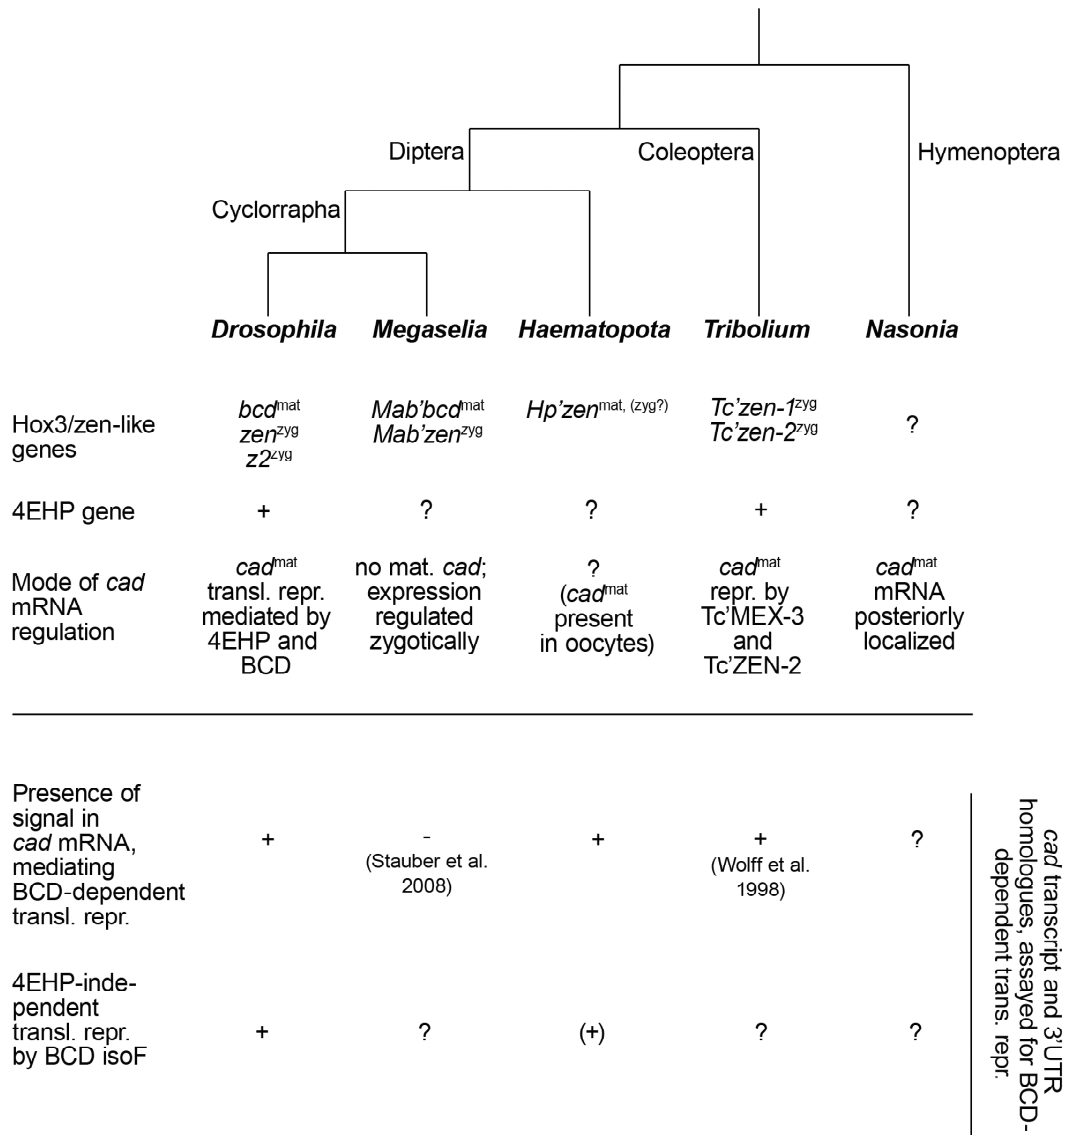 Diptera
Coleoptera
Hymenoptera
Cyclorrapha
Drosophila
Megaselia
Haematopota
Tribolium
Nasonia
Hox3/zen-like
genes
bcdmat
zenzyg
z2zyg
Mab’bcdmat
Mab’zenzyg
Hp’zenmat, (zyg?)
Tc’zen-1zyg
Tc’zen-2zyg
?
4EHP gene
+
?
?
+
?
Mode of cad
mRNA
regulation
cadmat
transl. repr.
mediated by
4EHP and
BCD
no mat. cad;
expression
regulated
zygotically
?
(cadmat
present
in oocytes)
cadmat
repr. by
Tc’MEX-3
and
Tc’ZEN-2
cadmat
mRNA
posteriorly
localized
Presence of
signal in
cad mRNA,
mediating
BCD-dependent
transl. repr.
+
-
(Stauber et al.
2008)
+
+
(Wolff et al.
1998)
?
4EHP-inde-
pendent
transl. repr.
by BCD isoF
+
?
(+)
?
?
cad transcript and 3’UTR
homologues, assayed for BCD-
dependent trans. repr.